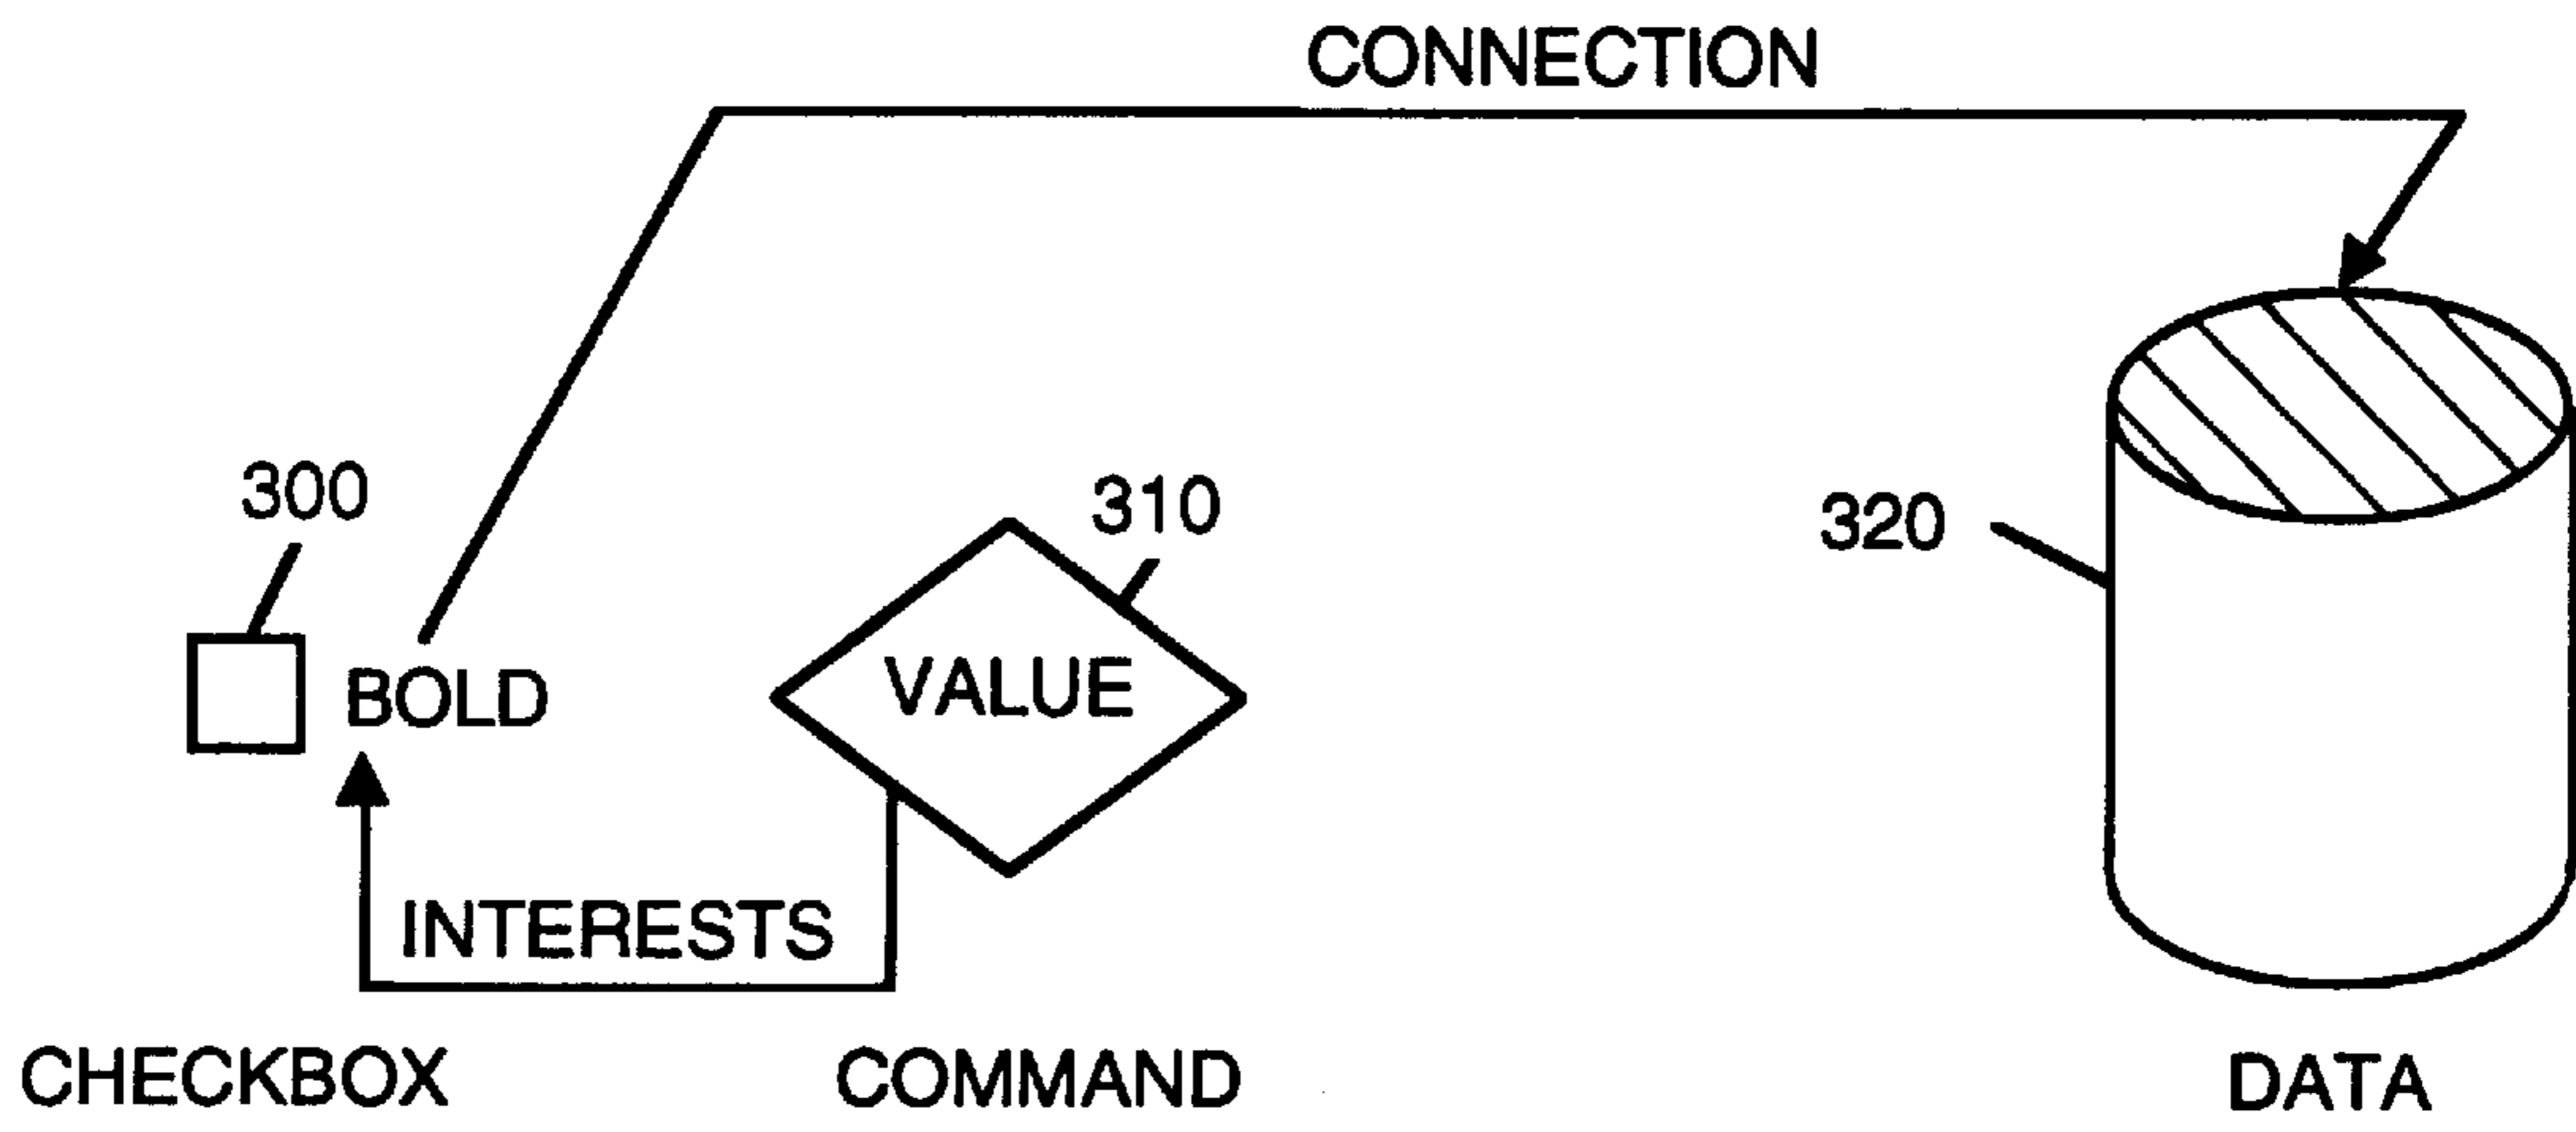 CONNECTION
300
310
320
BOLD
VALUE
INTERESTS
CHECKBOX
COMMAND
DATA